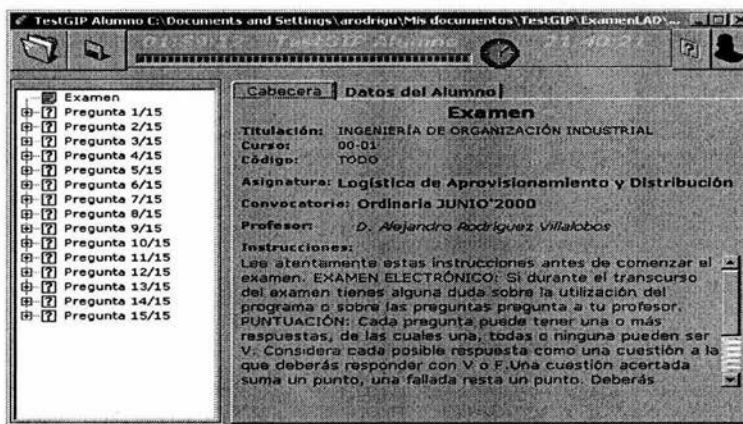 TestGIP Alumno C:\Documents and Settings\arodrigu\Mis documentos\TestGIP\ExamenLAD\...
TestGIP Alumno
21:40:21
Examen
Pregunta 1/15
Pregunta 2/15
Pregunta 3/15
Pregunta 4/15
Pregunta 5/15
Pregunta 6/15
Pregunta 7/15
Pregunta 8/15
Pregunta 9/15
Pregunta 10/15
Pregunta 11/15
Pregunta 12/15
Pregunta 13/15
Pregunta 14/15
Pregunta 15/15
Cabecera Datos del Alumno
Examen
Titulación: INGENIERÍA DE ORGANIZACIÓN INDUSTRIAL
Curso: 00-01
Código: TODO
Asignatura: Logística de Aprovisionamiento y Distribución
Convocatoria: Ordinaria JUNIO'2000
Profesor: D. Alejandro Rodríguez Villalobos
Instrucciones:
Lee atentamente estas instrucciones antes de comenzar el
examen. EXAMEN ELECTRÓNICO: Si durante el transcurso
del examen tienes alguna duda sobre la utilización del
programa o sobre las preguntas pregunta a tu profesor.
PUNTUACIÓN: Cada pregunta puede tener una o más
respuestas, de las cuales una, todas o ninguna pueden ser
V. Considera cada posible respuesta como una cuestión a la
que deberás responder con V o F.Una cuestión acertada
suma un punto, una fallada resta un punto. Deberás